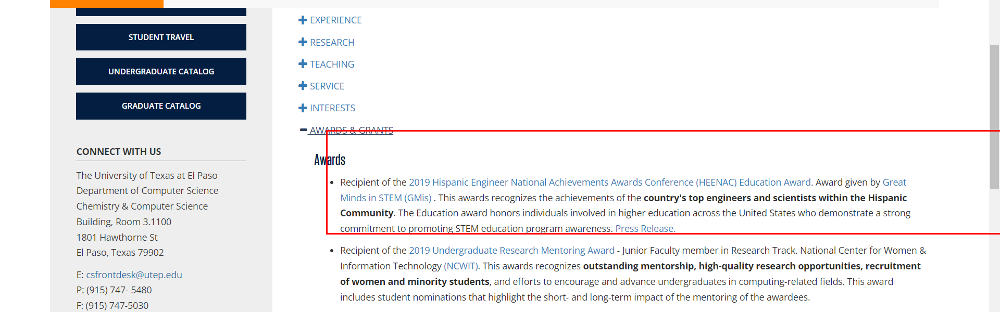 STUDENT TRAVEL
UNDERGRADUATE CATALOG
GRADUATE CATALOG
CONNECT WITH US
The University of Texas at El Paso
Department of Computer Science
Chemistry & Computer Science
Building, Room 3.1100
1801 Hawthorne St
El Paso, Texas 79902
E: csfrontdesk@utep.edu
P: (915) 747- 5480
F: (915) 747-5030
EXPERIENCE
RESEARCH
TEACHING
SERVICE
INTERESTS
AWARDS & GRANTS
Awards
• Recipient of the 2019 Hispanic Engineer National Achievements Awards Conference (HEENAC) Education Award. Award given by Great
Minds in STEM (GMis) . This awards recognizes the achievements of the country's top engineers and scientists within the Hispanic
Community. The Education award honors individuals involved in higher education across the United States who demonstrate a strong
commitment to promoting STEM education program awareness. Press Release.
• Recipient of the 2019 Undergraduate Research Mentoring Award - Junior Faculty member in Research Track. National Center for Women &
Information Technology (NCWIT). This awards recognizes outstanding mentorship, high-quality research opportunities, recruitment
of women and minority students, and efforts to encourage and advance undergraduates in computing-related fields. This award
includes student nominations that highlight the short- and long-term impact of the mentoring of the awardees.